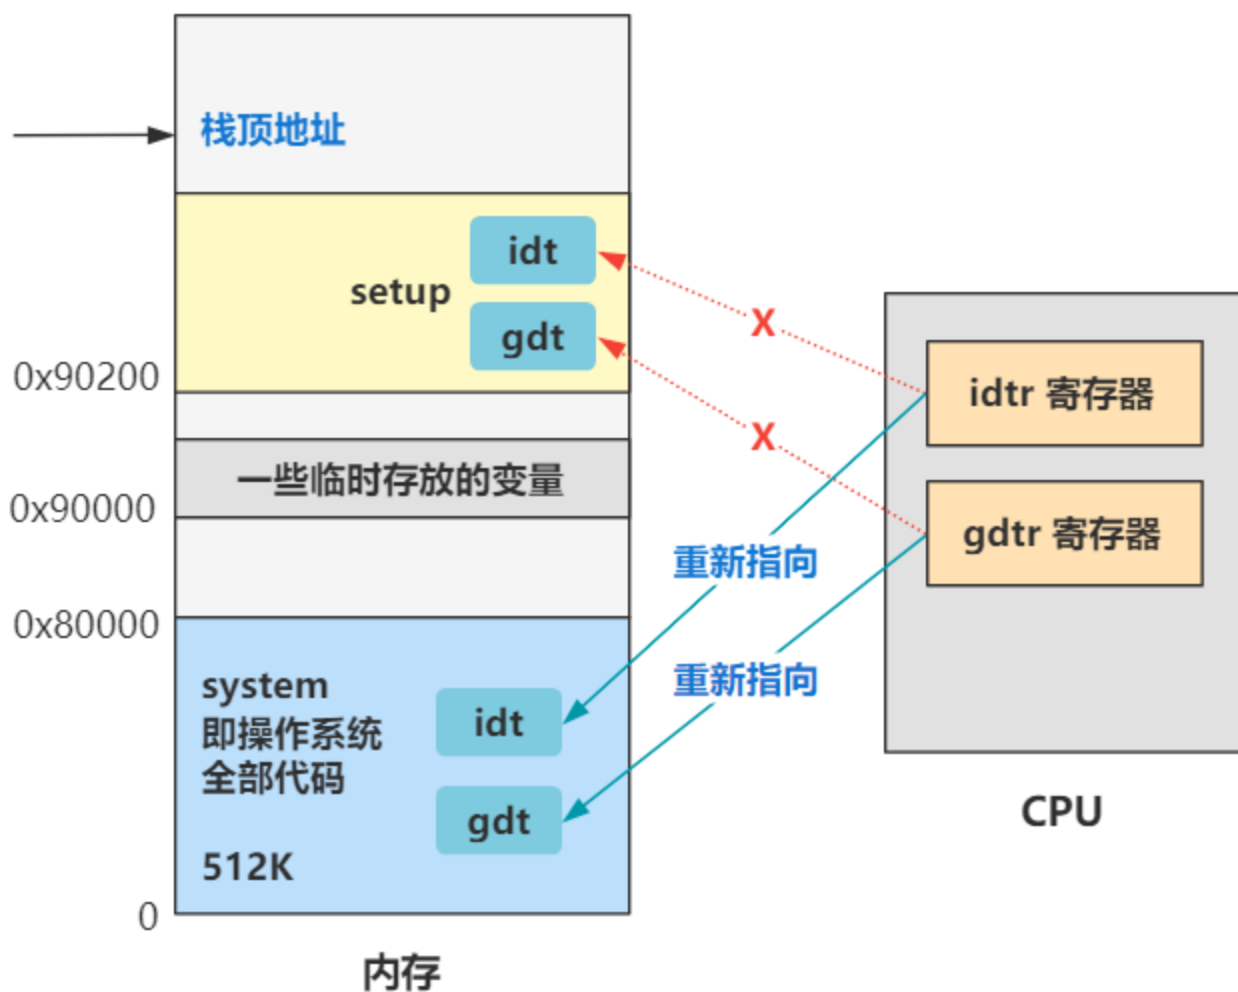 栈顶地址
idt
setup
gdt
0x90200
一些临时存放的变量
0x90000
0x80000
system
即操作系统
全部代码
idt
gdt
512K
0
内存
X
X
重新指向
重新指向
idtr 寄存器
gdtr 寄存器
CPU